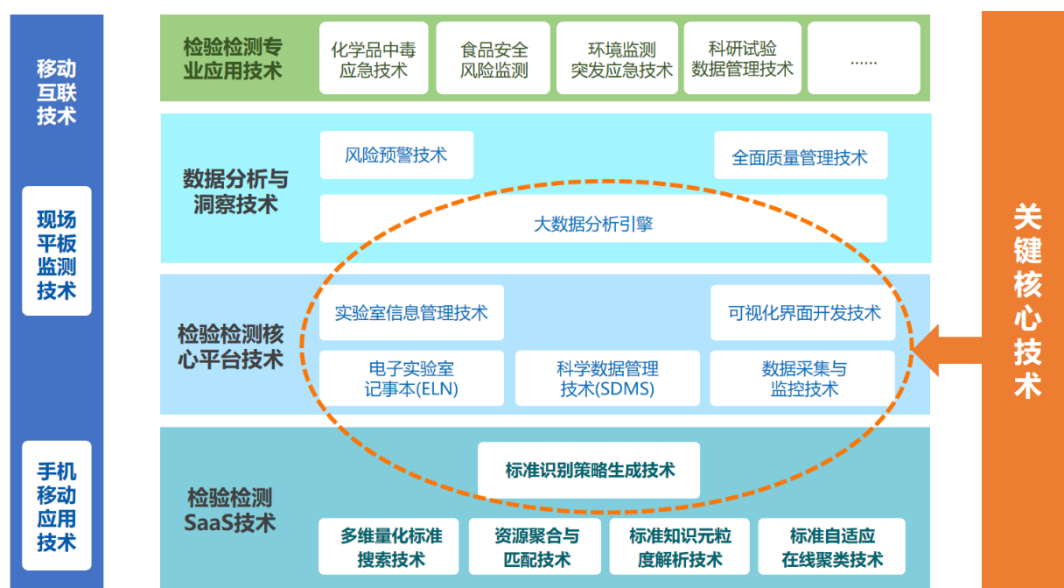 移动
互联
技术
现场
平板
监测
技术
手机
移动
应用
技术
检验检测专
业应用技术
化学品中毒
应急技术
食品安全
风险监测
环境监测
突发应急技术
科研试验
数据管理技术
......
数据分析与
洞察技术
风险预警技术
全面质量管理技术
大数据分析引擎
检验检测核
心平台技术
实验室信息管理技术
可视化界面开发技术
电子实验室
记事本(ELN)
科学数据管理
技术(SDMS)
数据采集与
监控技术
检验检测
SaaS技术
标准识别策略生成技术
多维量化标准
搜索技术
资源聚合与
匹配技术
标准知识元粒
度解析技术
标准自适应
在线聚类技术
关键核心技术